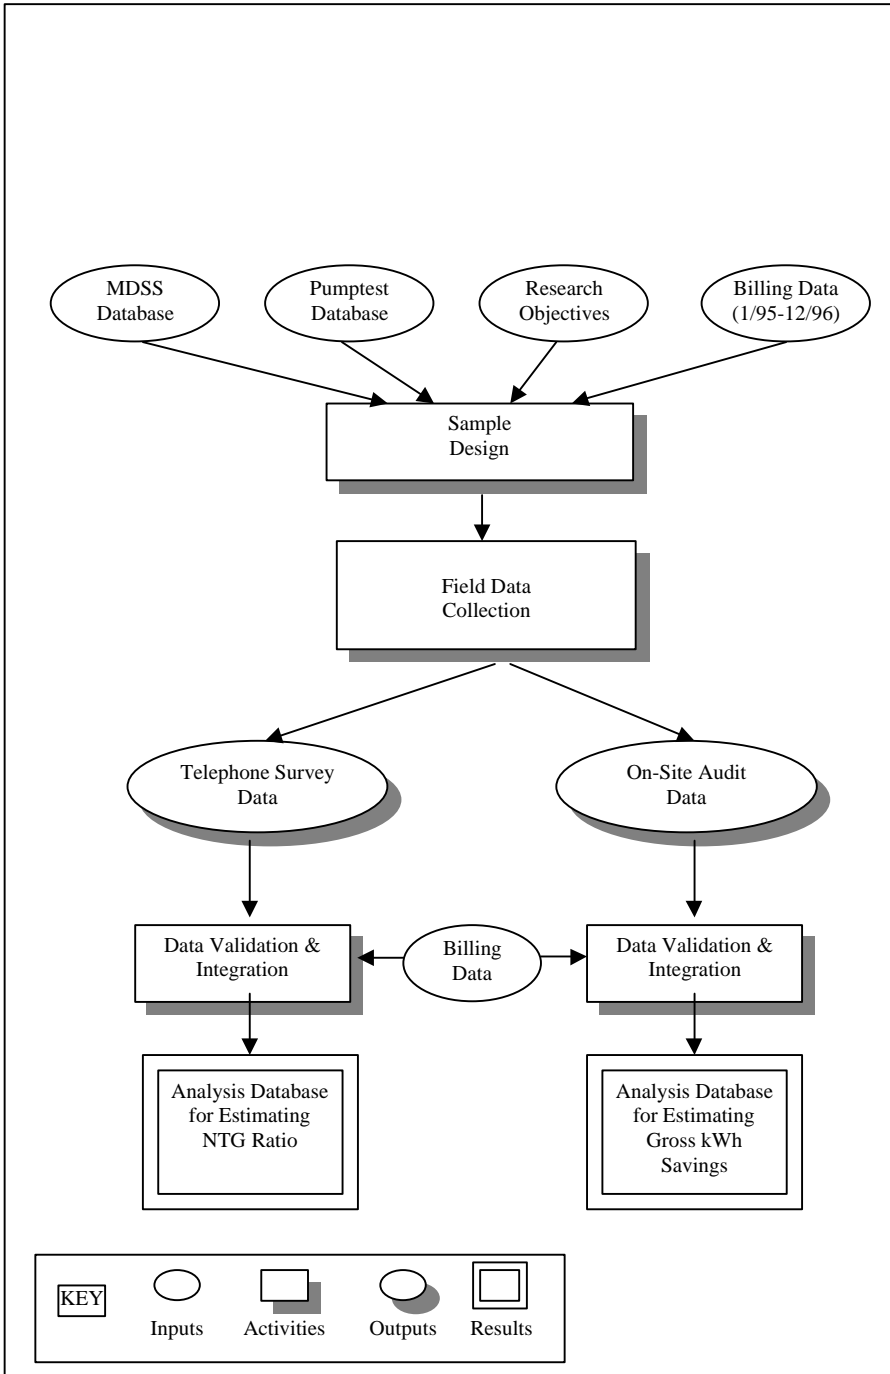 MDSS
Database
Pumptest
Database
Research
Objectives
Billing Data
(1/95-12/96)
Sample
Design
Field Data
Collection
Telephone Survey
Data
On-Site Audit
Data
Data Validation &
Integration
Billing
Data
Data Validation &
Integration
Analysis Database
for Estimating
NTG Ratio
Analysis Database
for Estimating
Gross kWh
Savings
KEY
Inputs
Activities
Outputs
Results